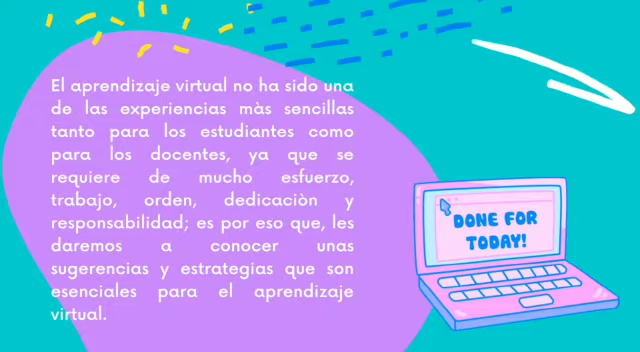 El aprendizaje virtual no ha sido una
de las experiencias màs sencillas
tanto para los estudiantes como
para los docentes, ya que se
requiere de mucho esfuerzo,
trabajo, orden, dedicaciòn y
responsabilidad; es por eso que, les
daremos a conocer unas
sugerencias y estrategias que son
esenciales para el aprendizaje
virtual.
DONE FOR
TODAY!